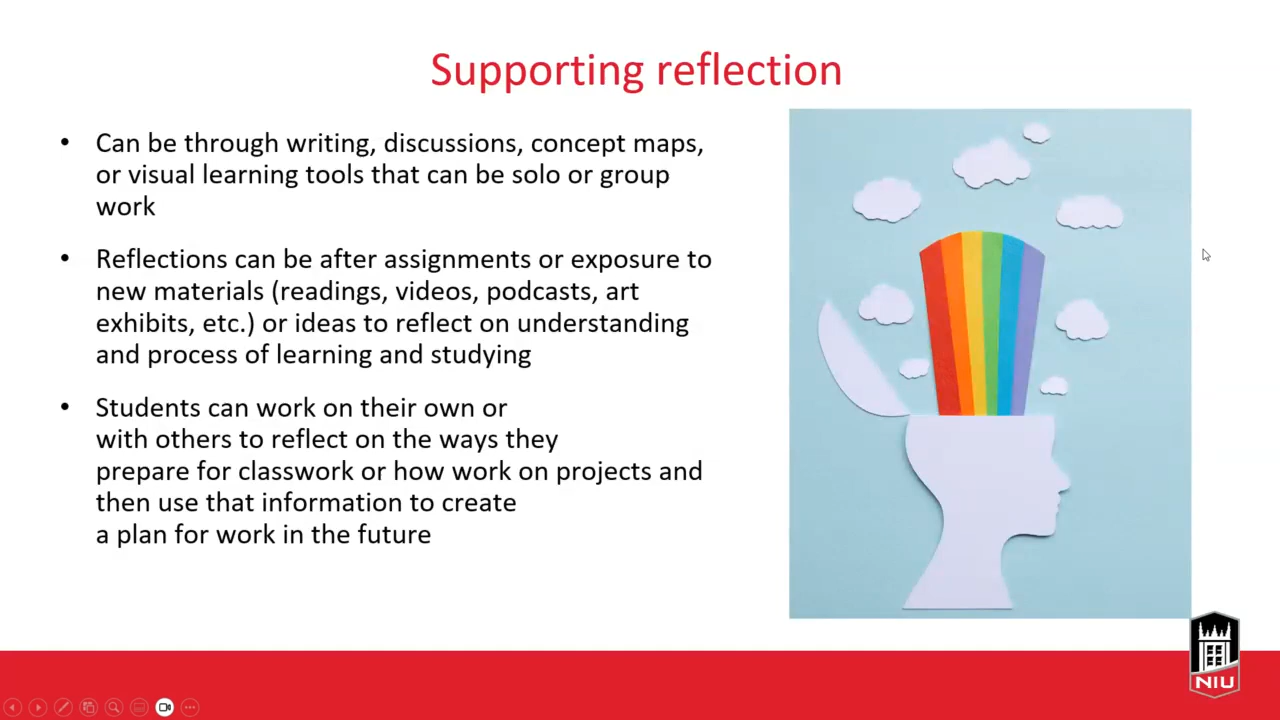 Supporting reflection
• Can be through writing, discussions, concept maps,
or visual learning tools that can be solo or group
work
• Reflections can be after assignments or exposure to
new materials (readings, videos, podcasts, art
exhibits, etc.) or ideas to reflect on understanding
and process of learning and studying
• Students can work on their own or
with others to reflect on the ways they
prepare for classwork or how work on projects and
then use that information to create
a plan for work in the future
NIU